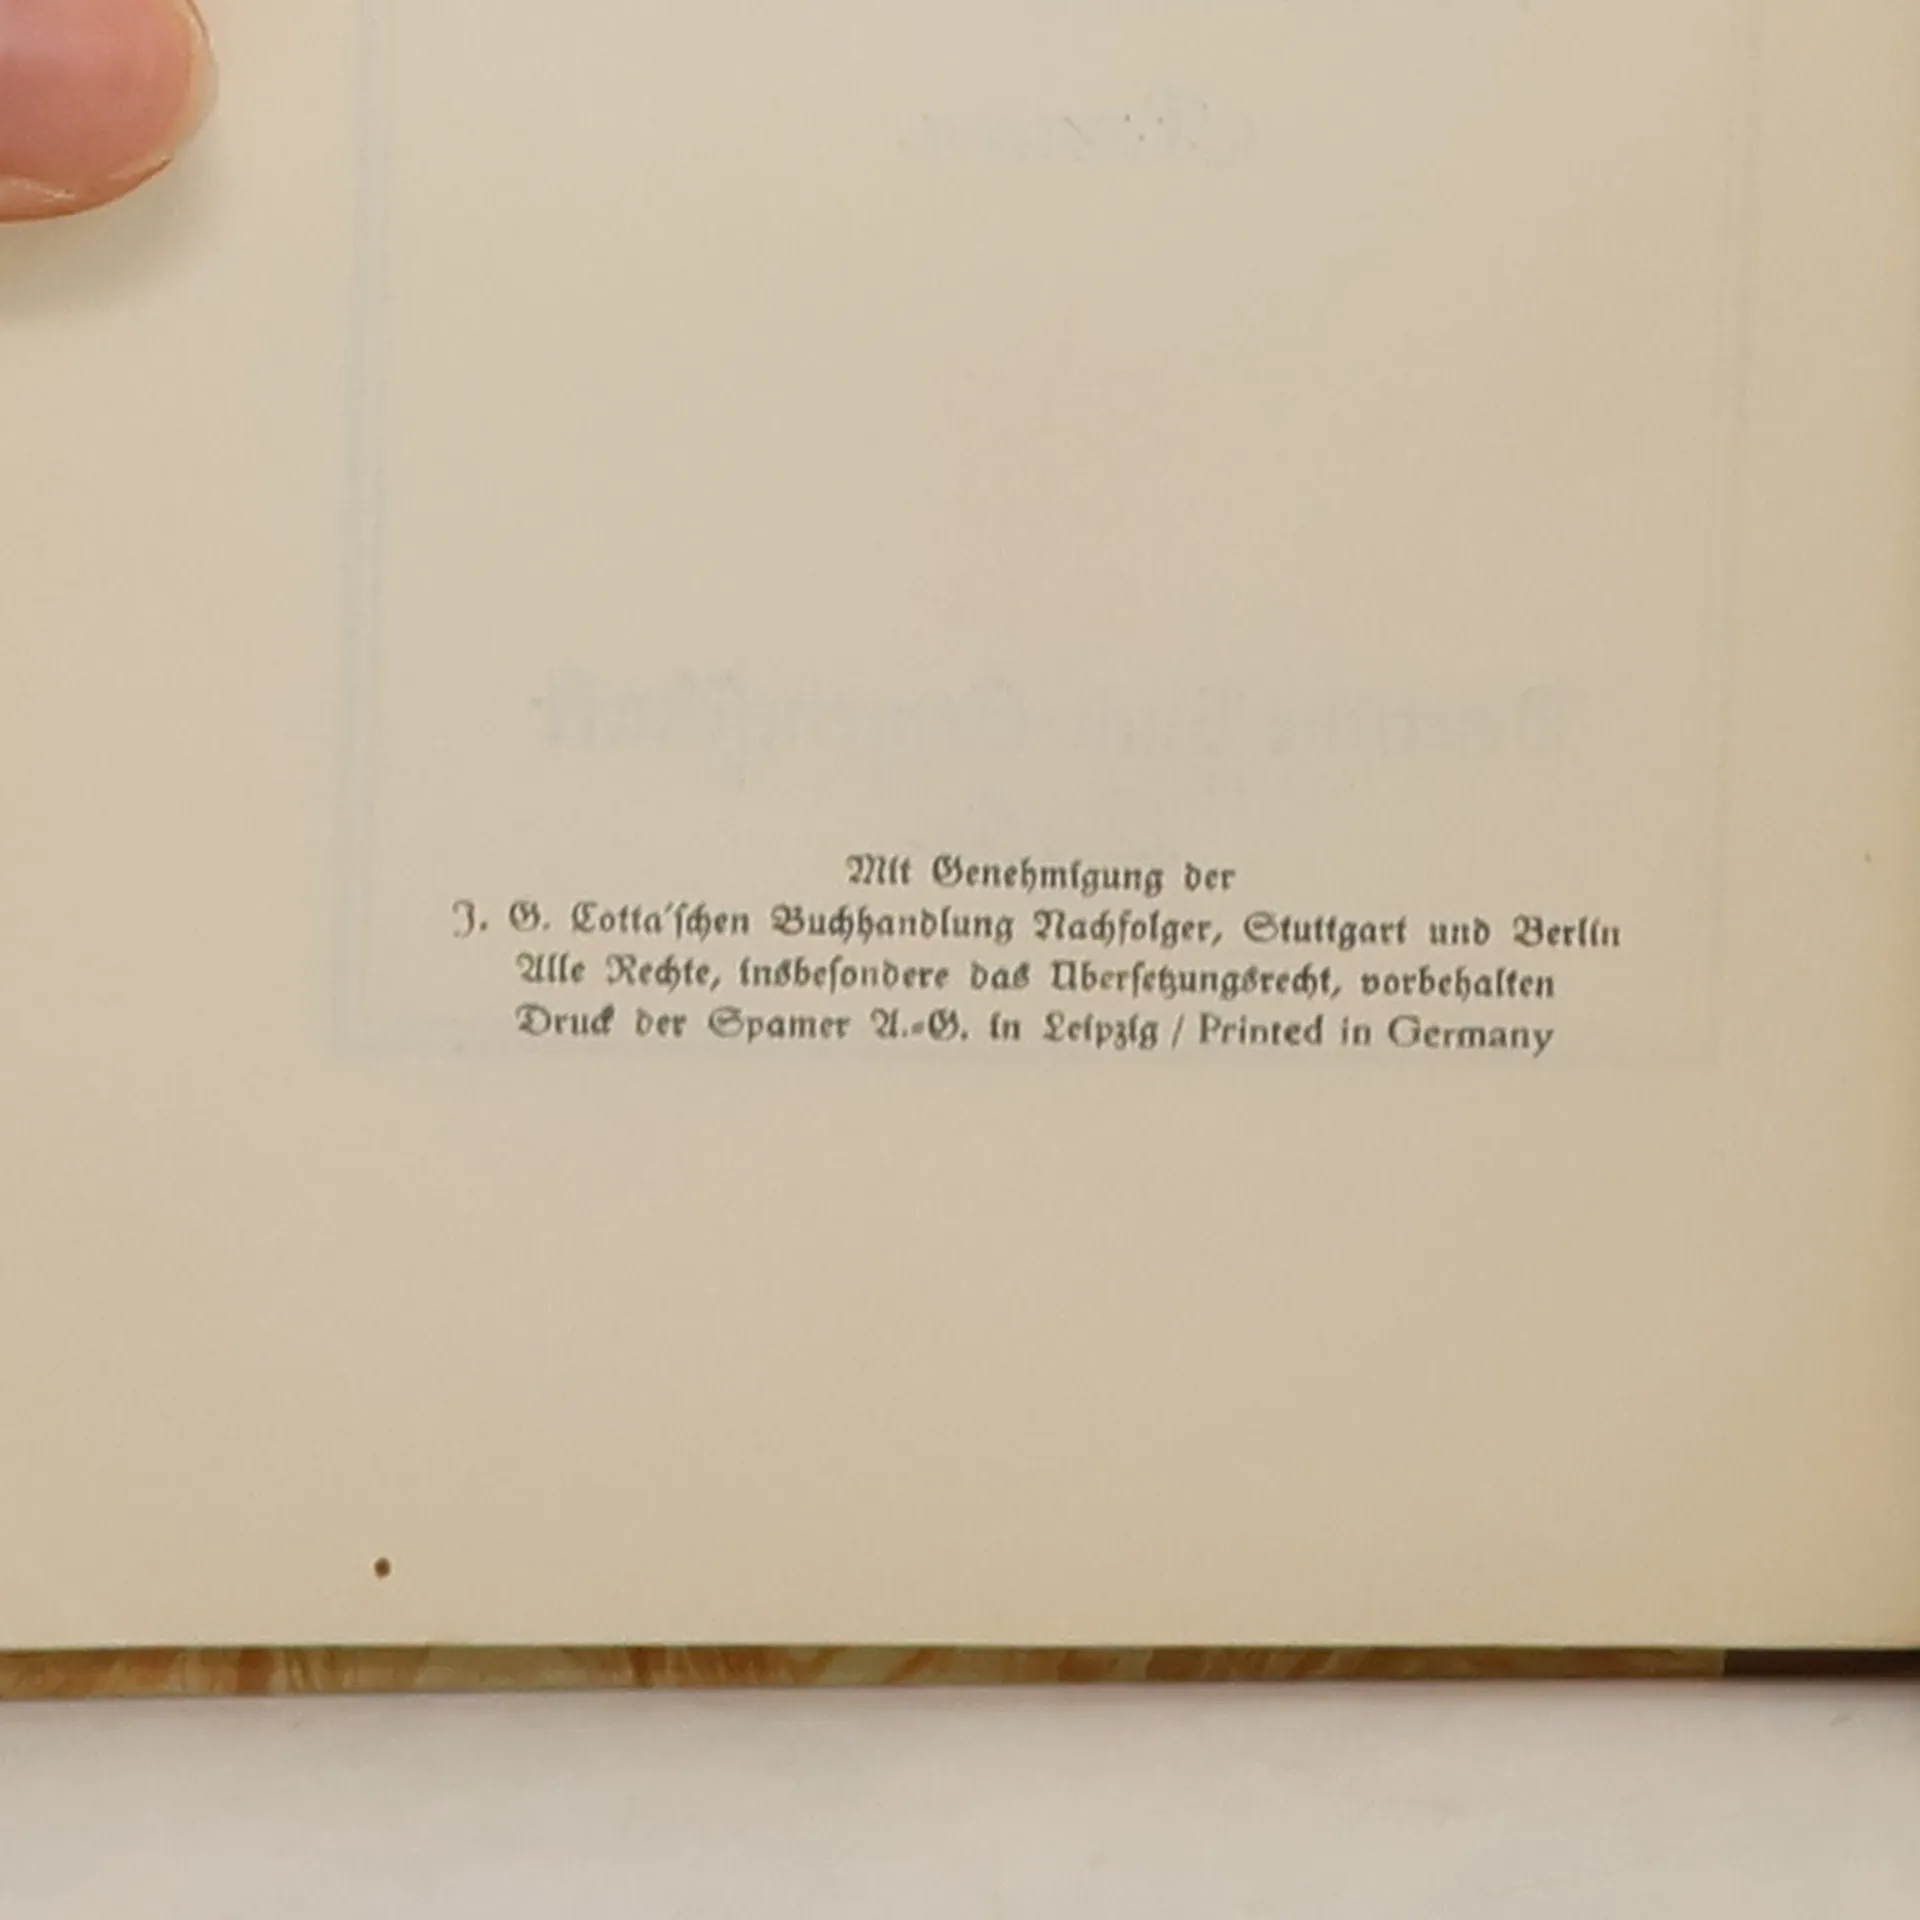 Mit Genehmigung der
J. G. Cotta'schen Buchhandlung Nachfolger, Stuttgart und Berlin
Alle Rechte, insbesondere das Übersetzungsrecht, vorbehalten
Druck der Spamer A.-G. in Leipzig / Printed in Germany